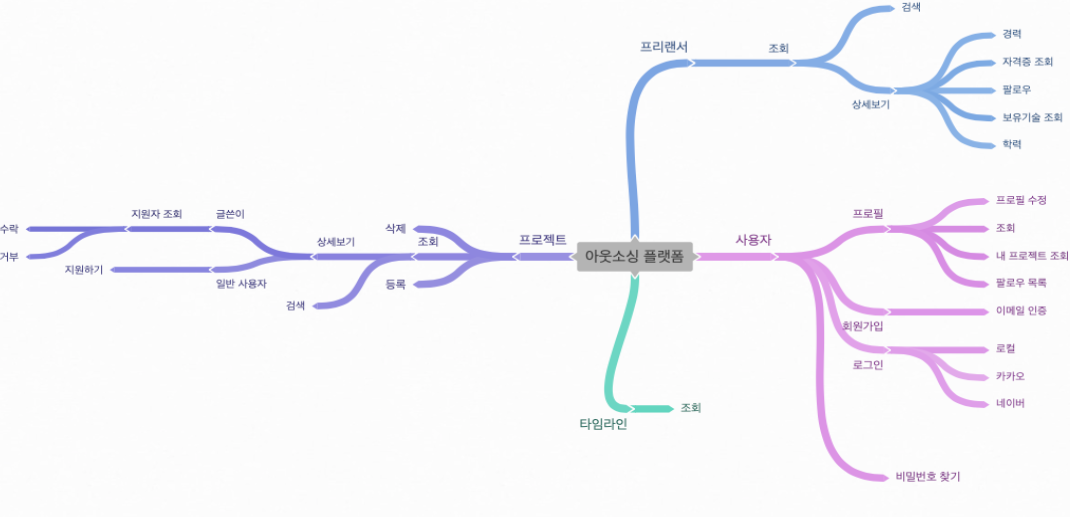 검색
프리랜서
조회
경력
자격증 조회
팔로우
상세보기
보유기술 조회
학력
프로필 수정
프로필
조회
내 프로젝트 조회
팔로우 목록
사용자
이메일 인증
회원가입
로그인
로컬
카카오
네이버
비밀번호 찾기
아웃소싱 플랫폼
프로젝트
삭제
조회
등록
상세보기
검색
글쓴이
지원자 조회
수락
거부
일반 사용자
지원하기
타임라인
조회